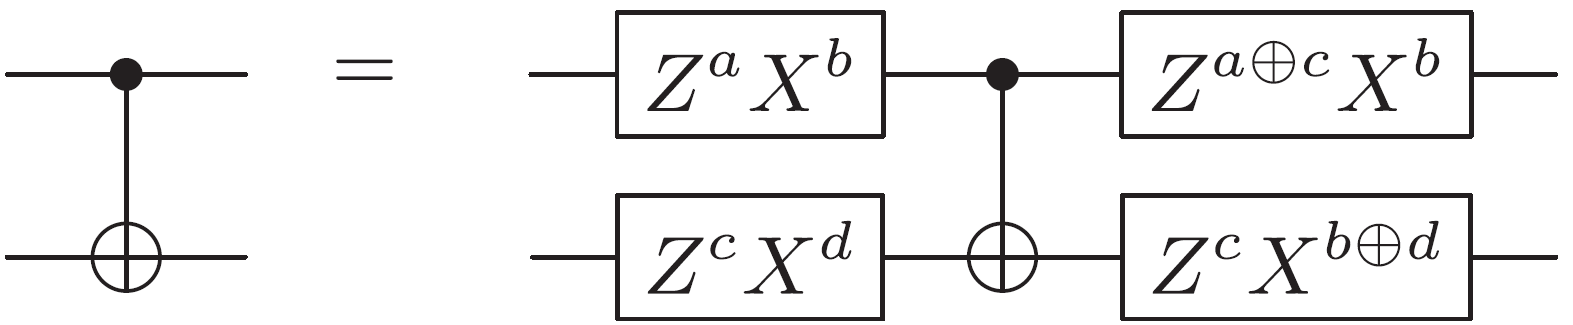 = Z^a X^b Z^{a⊕c} X^b
Z^c X^d Z^c X^{b⊕d}